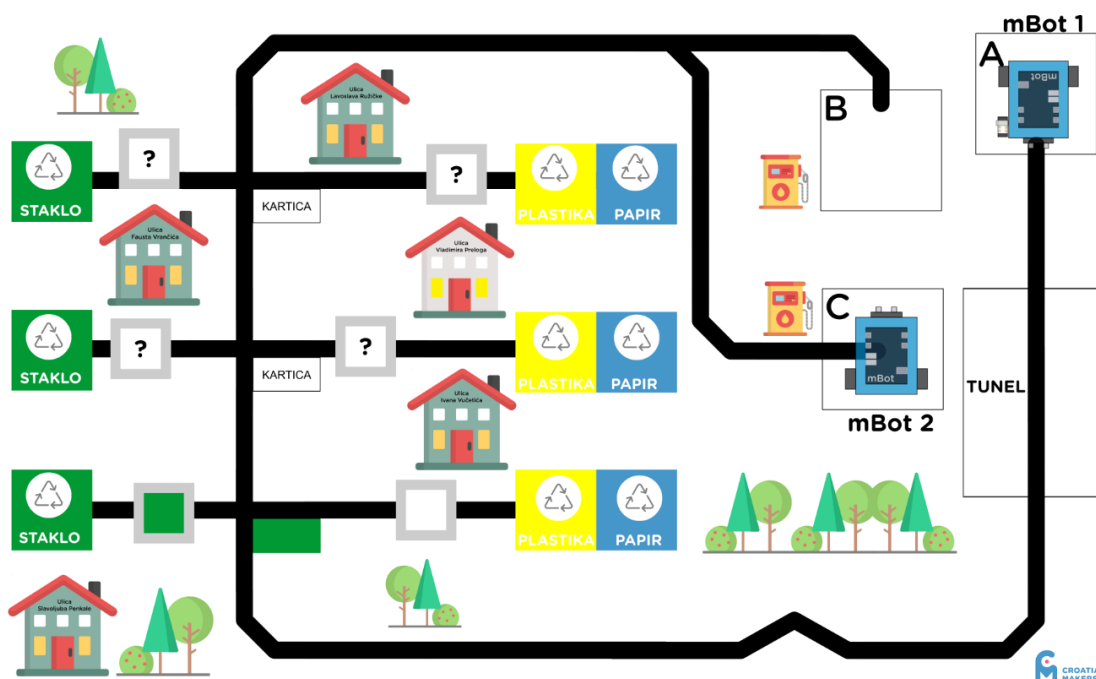 mBot 1
A
mBot
B
Ulica
Lavoslava Ružičke
?
?
STAKLO
KARTICA
PLASTIKA
PAPIR
Ulica
Fausta Vrančića
Ulica
Vladimira Preloga
C
mBot
mBot 2
TUNEL
?
?
STAKLO
KARTICA
PLASTIKA
PAPIR
Ulica
Ivana Vučetića
STAKLO
PLASTIKA
PAPIR
Ulica
Slavoljuba Penkale
CROATIAN
MAKERS